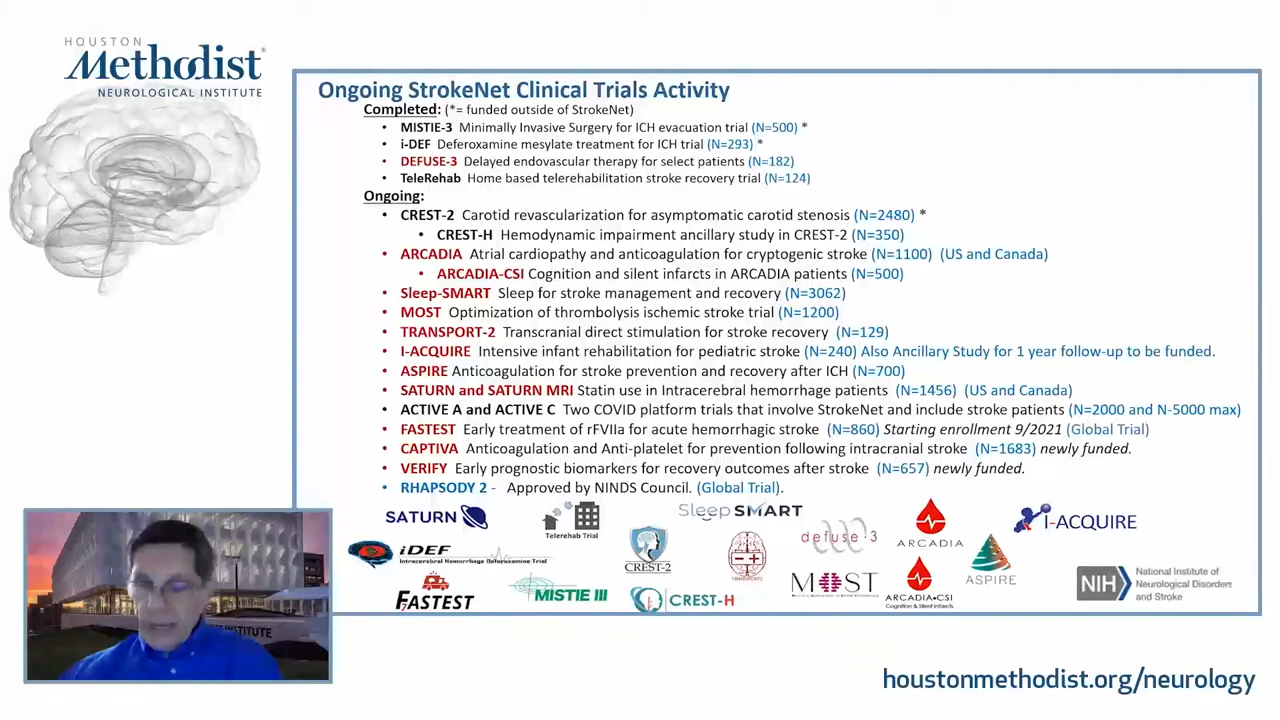 HOUSTON
Methodist
NEUROLOGICAL INSTITUTE
Ongoing StrokeNet Clinical Trials Activity
Completed: (*= funded outside of StrokeNet)
• MISTIE-3 Minimally Invasive Surgery for ICH evacuation trial (N=500) *
• i-DEF Deferoxamine mesylate treatment for ICH trial (N=293) *
• DEFUSE-3 Delayed endovascular therapy for select patients (N=182)
• TeleRehab Home based telerehabilitation stroke recovery trial (N=124)
Ongoing:
• CREST-2 Carotid revascularization for asymptomatic carotid stenosis (N=2480) *
• CREST-H Hemodynamic impairment ancillary study in CREST-2 (N=350)
• ARCADIA Atrial cardiopathy and anticoagulation for cryptogenic stroke (N=1100) (US and Canada)
• ARCADIA-CSI Cognition and silent infarcts in ARCADIA patients (N=500)
• Sleep-SMART Sleep for stroke management and recovery (N=3062)
• MOST Optimization of thrombolysis ischemic stroke trial (N=1200)
• TRANSPORT-2 Transcranial direct stimulation for stroke recovery (N=129)
• I-ACQUIRE Intensive infant rehabilitation for pediatric stroke (N=240) Also Ancillary Study for 1 year follow-up to be funded.
• ASPIRE Anticoagulation for stroke prevention and recovery after ICH (N=700)
• SATURN and SATURN MRI Statin use in Intracerebral hemorrhage patients (N=1456) (US and Canada)
• ACTIVE A and ACTIVE C Two COVID platform trials that involve StrokeNet and include stroke patients (N=2000 and N-5000 max)
• FASTEST Early treatment of rFVIIa for acute hemorrhagic stroke (N=860) Starting enrollment 9/2021 (Global Trial)
• CAPTIVA Anticoagulation and Anti-platelet for prevention following intracranial stroke (N=1683) newly funded.
• VERIFY Early prognostic biomarkers for recovery outcomes after stroke (N=657) newly funded.
• RHAPSODY 2 - Approved by NINDS Council. (Global Trial).
SATURN
Telerehab Trial
Sleep SMART
defuse 3
ARCADIA
I-ACQUIRE
iDEF
Intracerebral Hemorrhage Deferoxamine Trial
CREST-2
TRANSPORT2
MOST
ARCADIA•CSI
Cognition & Silent Infarcts
ASPIRE
NIH
National Institute of
Neurological Disorders
and Stroke
FASTEST
MISTIE III
CREST-H
INSTITUTE
houstonmethodist.org/neurology